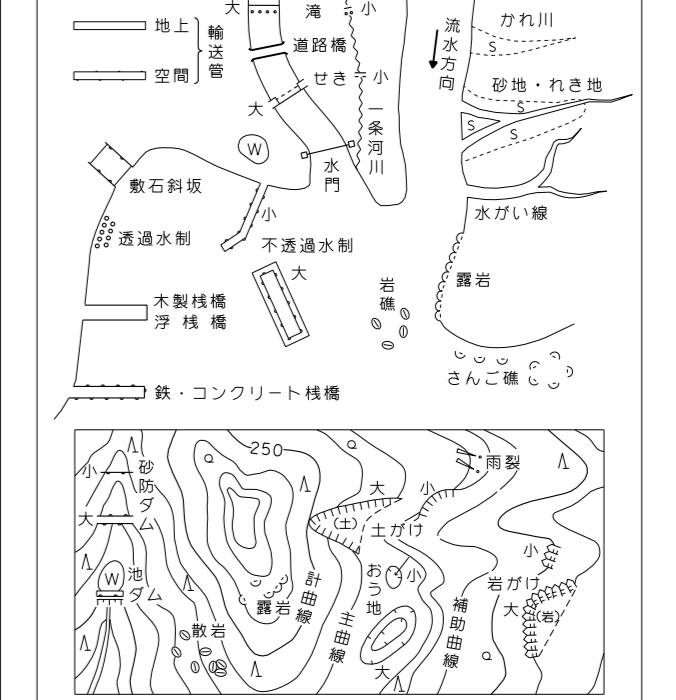 地上
空間
輸送管
大
滝
小
道路橋
せき
小
大
一条河川
流水方向
かれ川
S
砂地・れき地
S
S
S
W
水門
敷石斜坂
小
透過水制
不透過水制
大
水がい線
露岩
岩礁
木製桟橋
浮桟橋
さんご礁
鉄・コンクリート桟橋
250
小
砂防ダム
大
雨裂
大
小
(土)
土がけ
W
池
ダム
計曲線
主曲線
おう地
小
補助曲線
小
岩がけ
大
(岩)
露岩
散岩
大